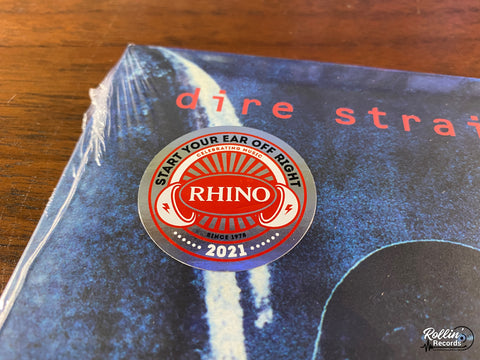 dire strai
START YOUR EAR OFF RIGHT
CELEBRATING MUSIC
RHINO
SINCE 1978
2021
Rollin'
Records